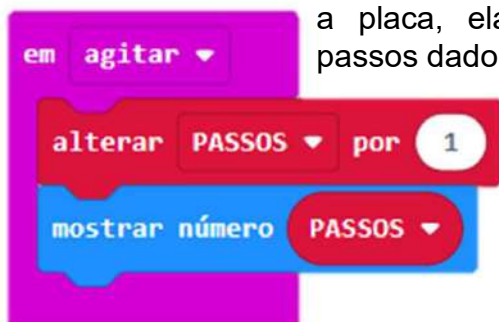 a placa, ela
passos dado
em agitar
alterar PASSOS por 1
mostrar número PASSOS